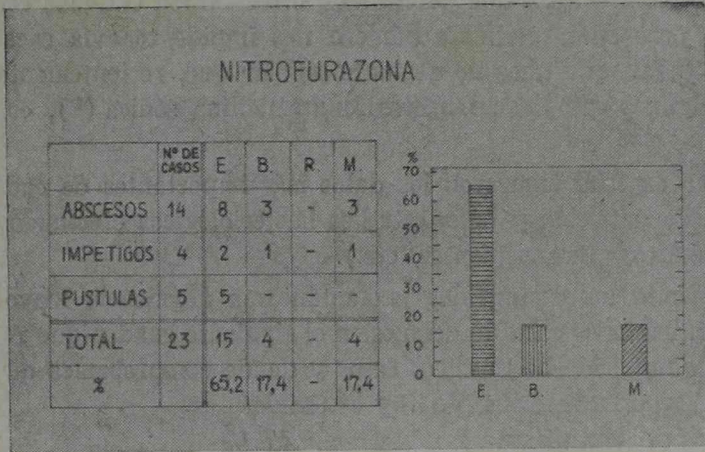 NITROFURAZONA
Nº DE CASOS E. B. R. M.
ABSCESOS 14 8 3 - 3
IMPETIGOS 4 2 1 - 1
PUSTULAS 5 5 - - -
TOTAL 23 15 4 - 4
% 65,2 17,4 - 17,4
%
70
60
50
40
30
20
10
0
E. B. M.